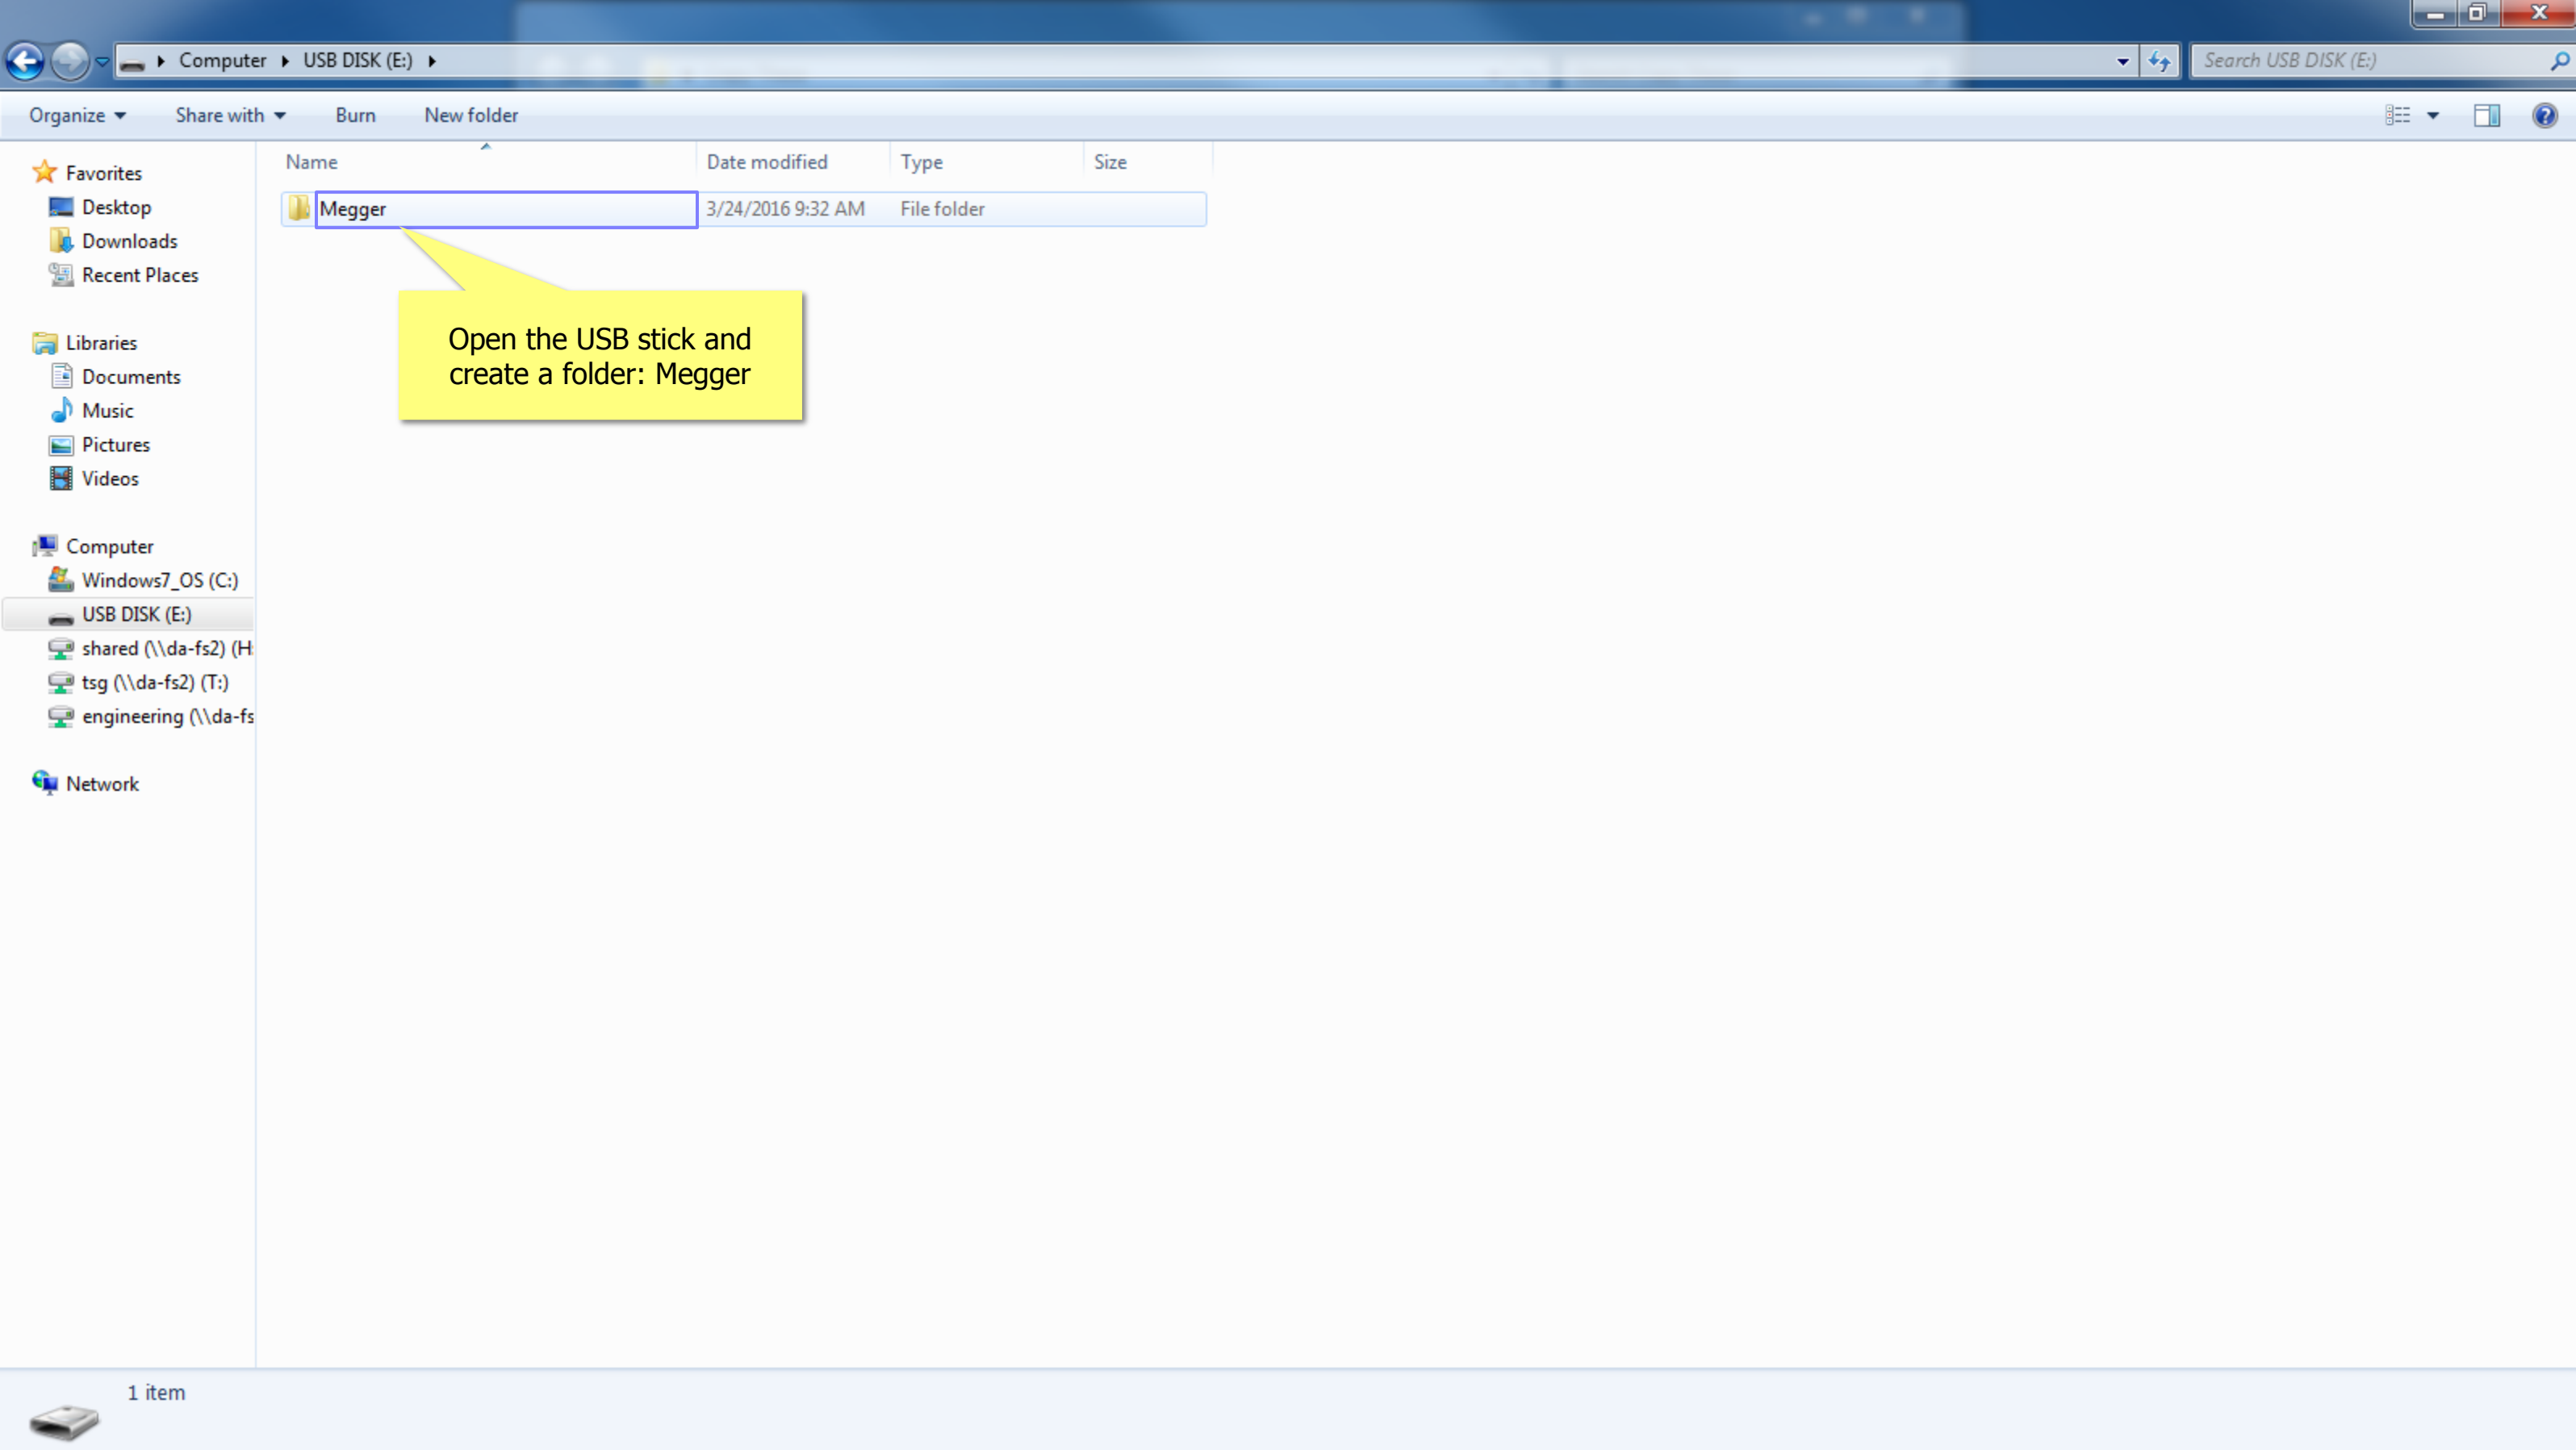 Computer USB DISK (E:)
Search USB DISK (E:)
Organize Share with Burn New folder
Name Date modified Type Size
Megger 3/24/2016 9:32 AM File folder
Open the USB stick and
create a folder: Megger
Favorites
Desktop
Downloads
Recent Places
Libraries
Documents
Music
Pictures
Videos
Computer
Windows7_OS (C:)
USB DISK (E:)
shared (\\da-fs2) (H:
tsg (\\da-fs2) (T:)
engineering (\\da-fs
Network
1 item